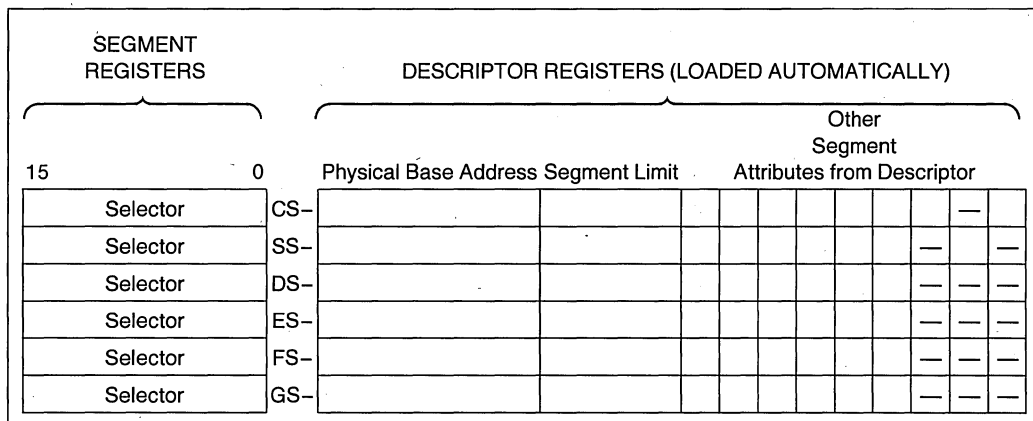 SEGMENT
REGISTERS
DESCRIPTOR REGISTERS (LOADED AUTOMATICALLY)
Other
Segment
15 0 Physical Base Address Segment Limit Attributes from Descriptor
Selector CS– —
Selector SS– — —
Selector DS– — — —
Selector ES– — — —
Selector FS– — — —
Selector GS– — — —